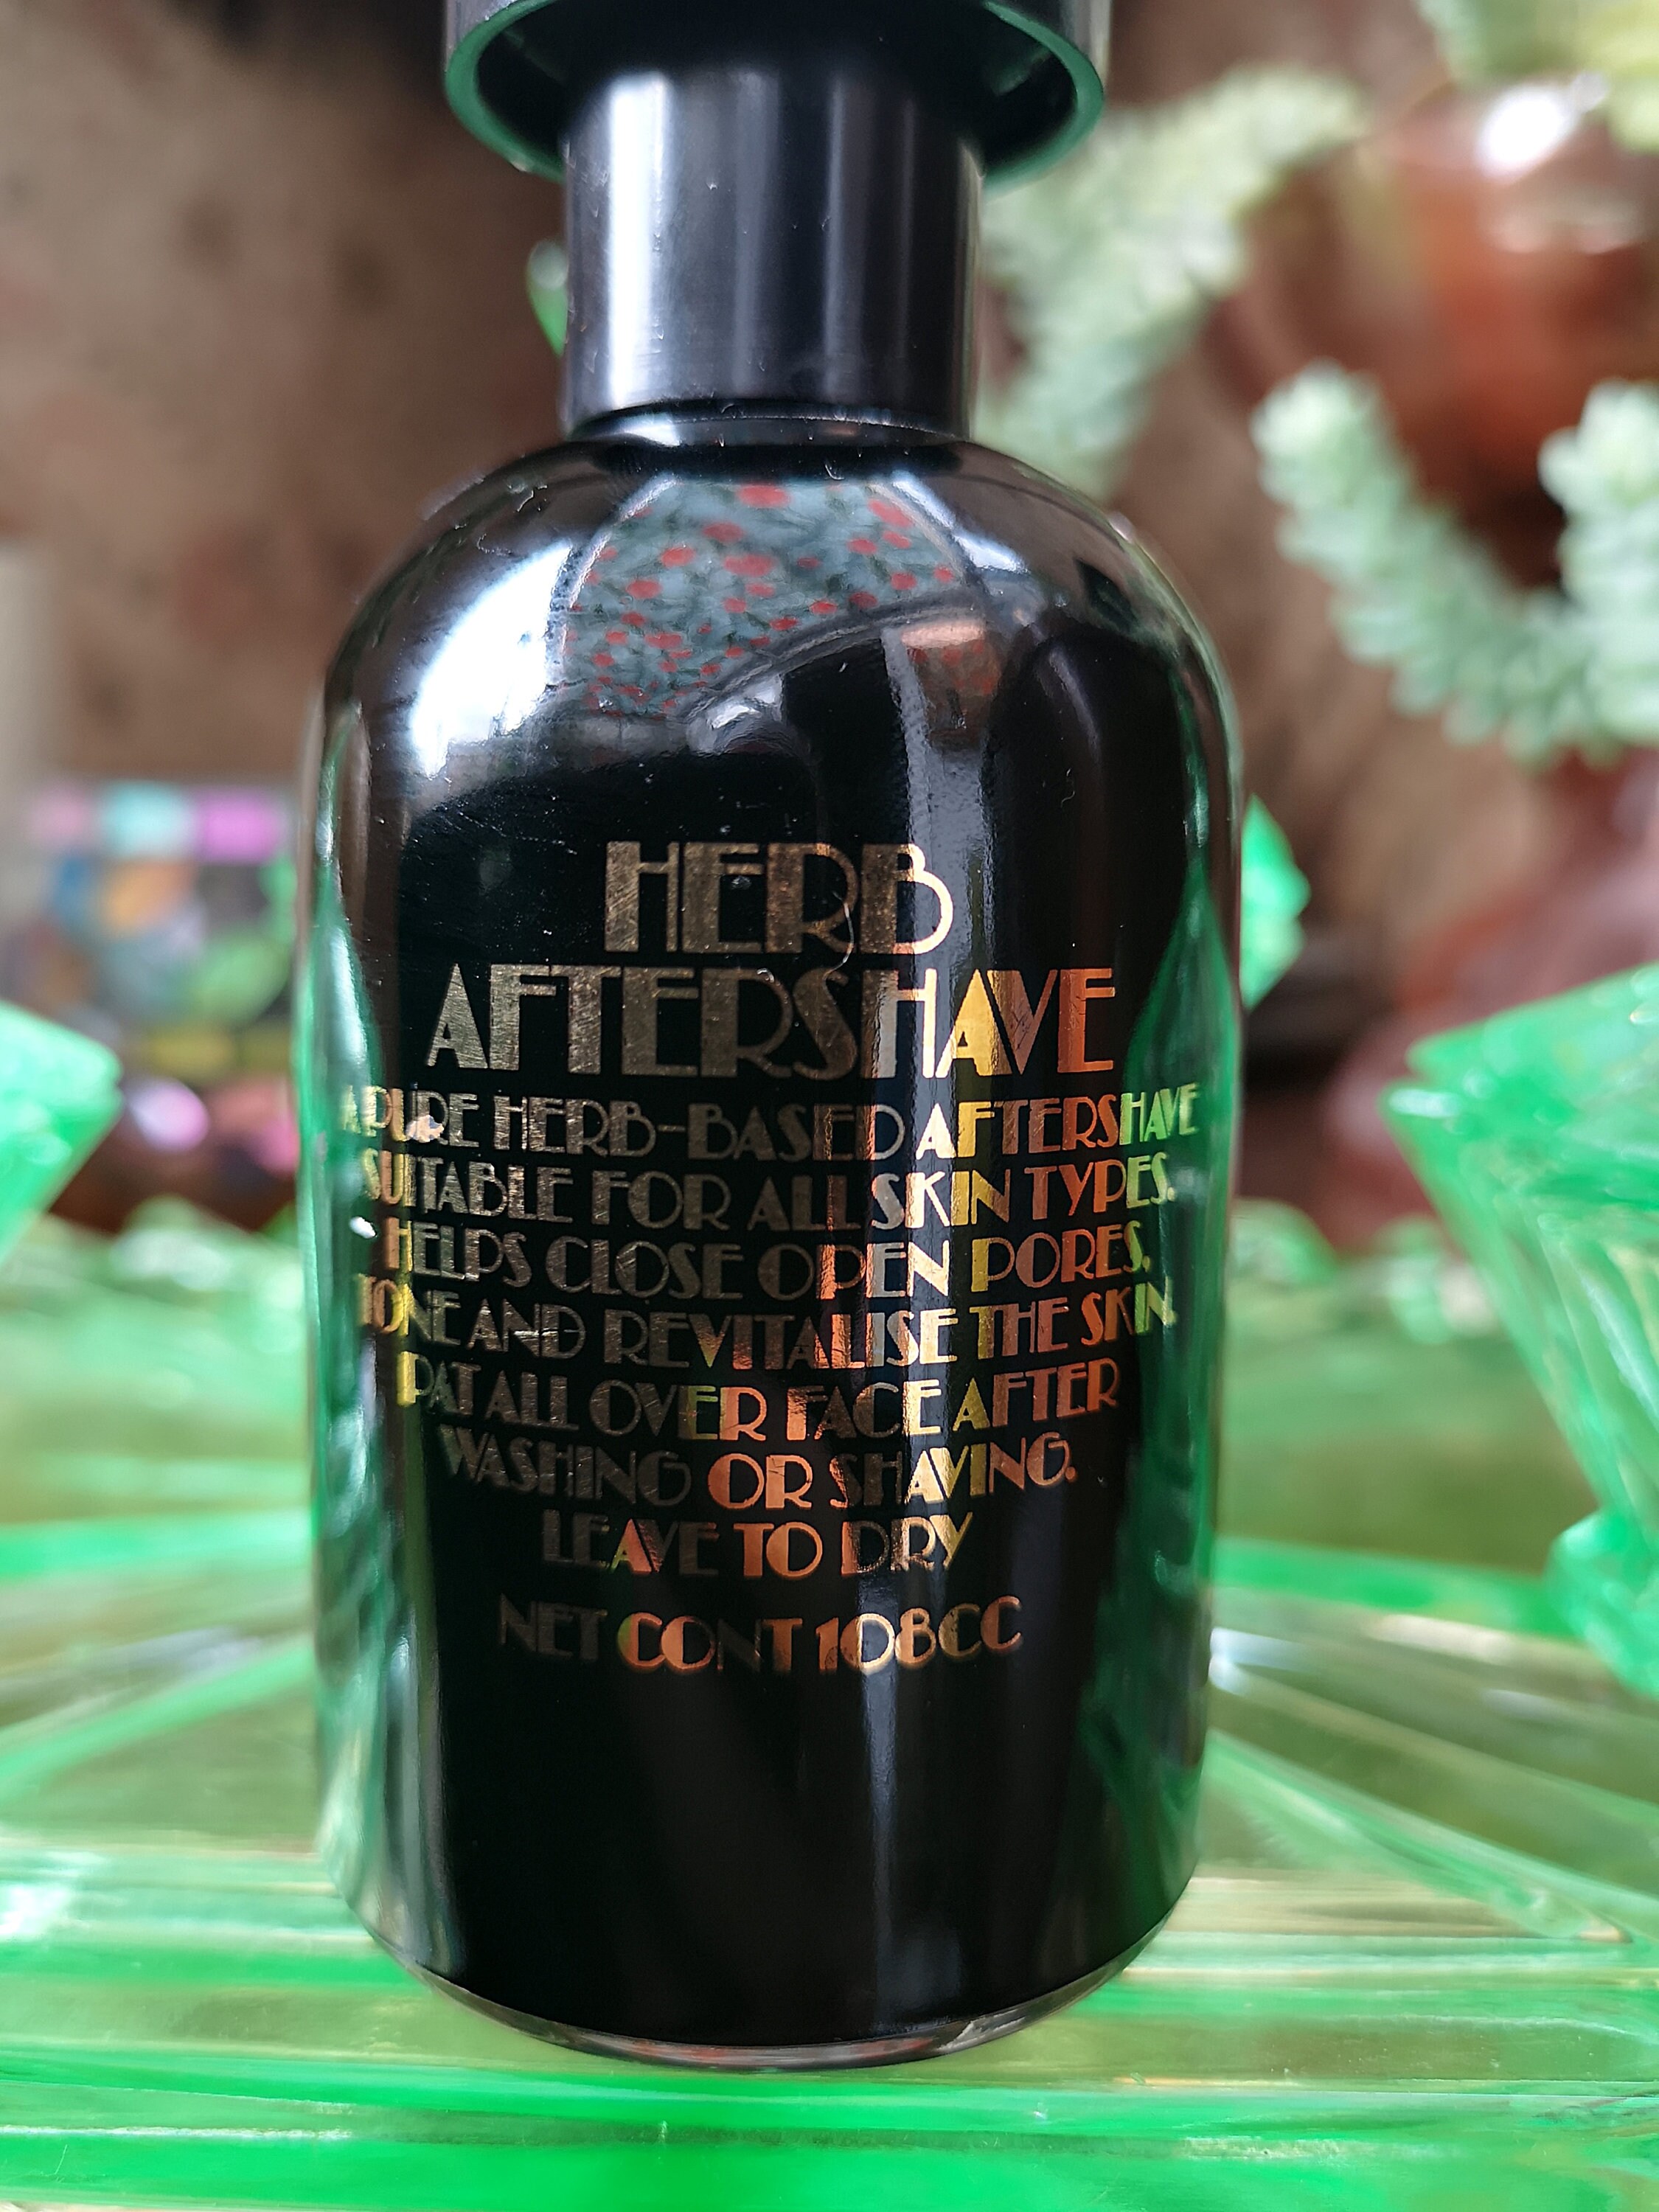 HERB
AFTERSHAVE
A PURE HERB-BASED AFTERSHAVE
SUITABLE FOR ALL SKIN TYPES.
HELPS CLOSE OPEN PORES,
TONE AND REVITALISE THE SKIN.
PAT ALL OVER FACE AFTER
WASHING OR SHAVING.
LEAVE TO DRY
NET CONT 108CC